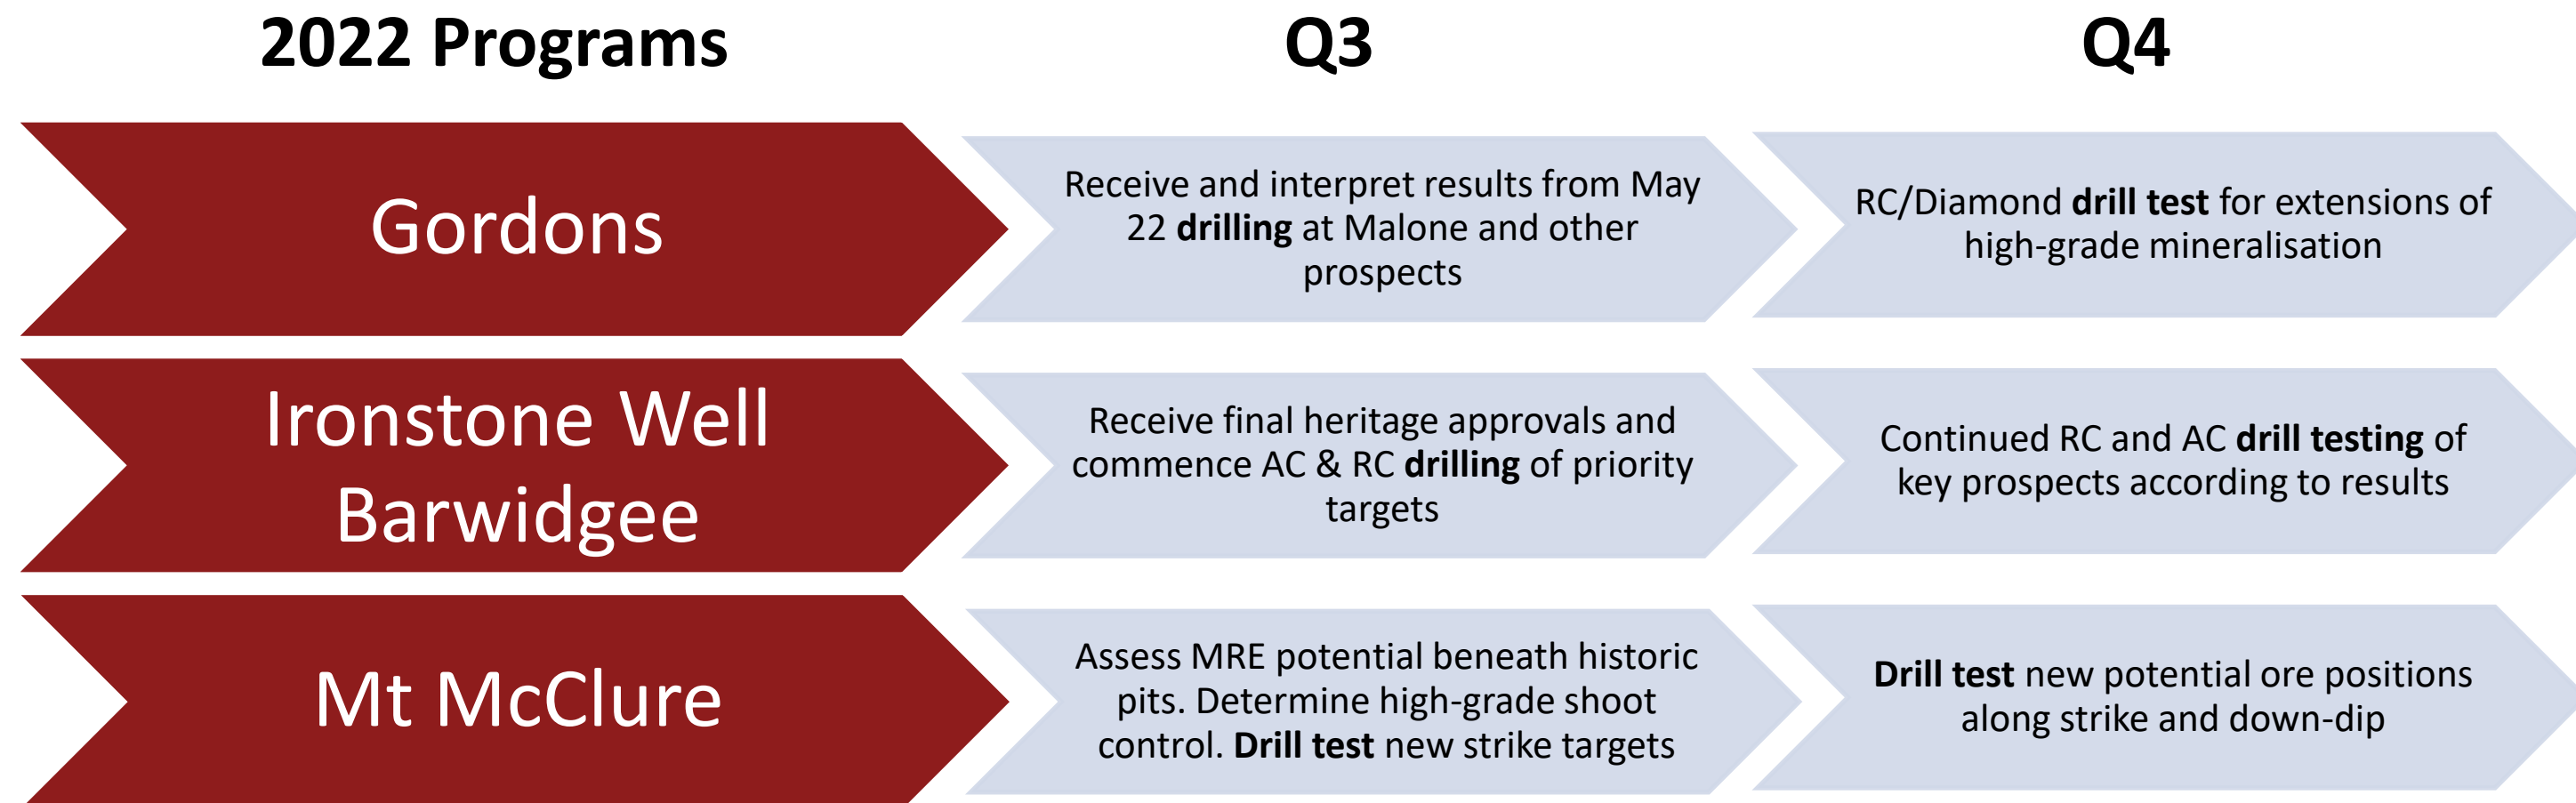 2022 Programs
Q3
Q4
Gordons
Receive and interpret results from May
22 drilling at Malone and other
prospects
RC/Diamond drill test for extensions of
high-grade mineralisation
Ironstone Well
Barwidgee
Receive final heritage approvals and
commence AC & RC drilling of priority
targets
Continued RC and AC drill testing of
key prospects according to results
Mt McClure
Assess MRE potential beneath historic
pits. Determine high-grade shoot
control. Drill test new strike targets
Drill test new potential ore positions
along strike and down-dip